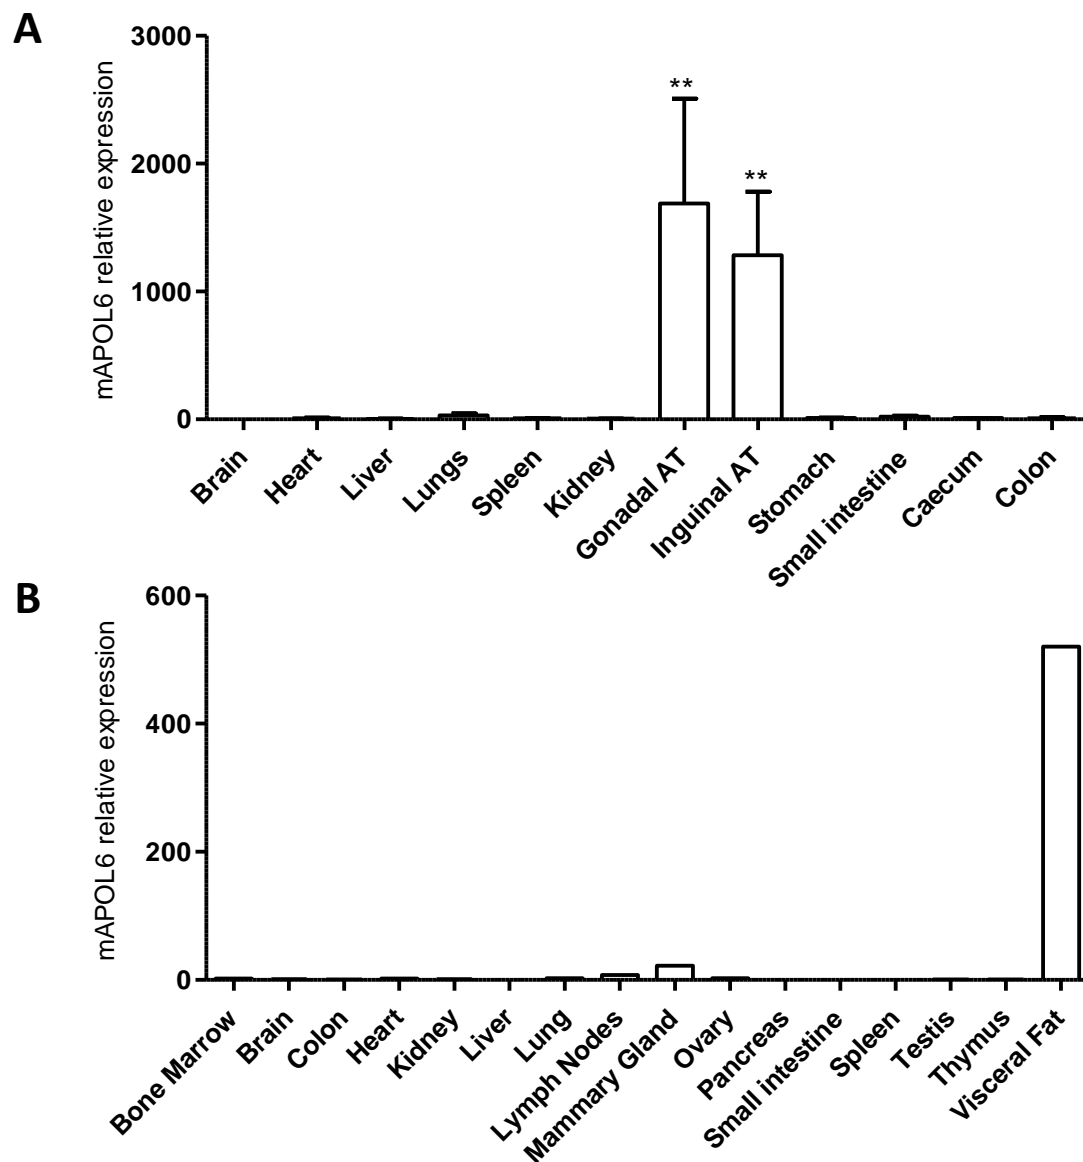 A
mAPOL6 relative expression
3000
2000
1000
0
**
**
Brain
Heart
Liver
Lungs
Spleen
Kidney
Gonadal AT
Inguinal AT
Stomach
Small intestine
Caecum
Colon
B
mAPOL6 relative expression
600
400
200
0
Bone Marrow
Brain
Colon
Heart
Kidney
Liver
Lung
Lymph Nodes
Mammary Gland
Ovary
Pancreas
Small intestine
Spleen
Testis
Thymus
Visceral Fat